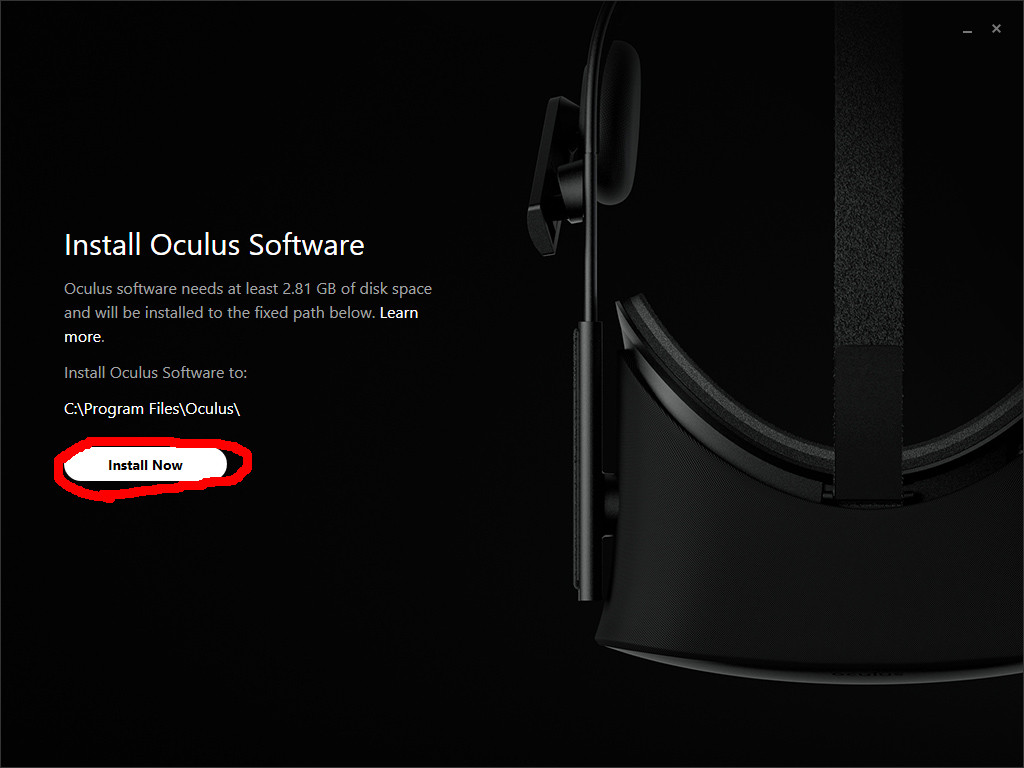 Install Oculus Software
Oculus software needs at least 2.81 GB of disk space
and will be installed to the fixed path below. Learn
more.
Install Oculus Software to:
C:\Program Files\Oculus\
Install Now